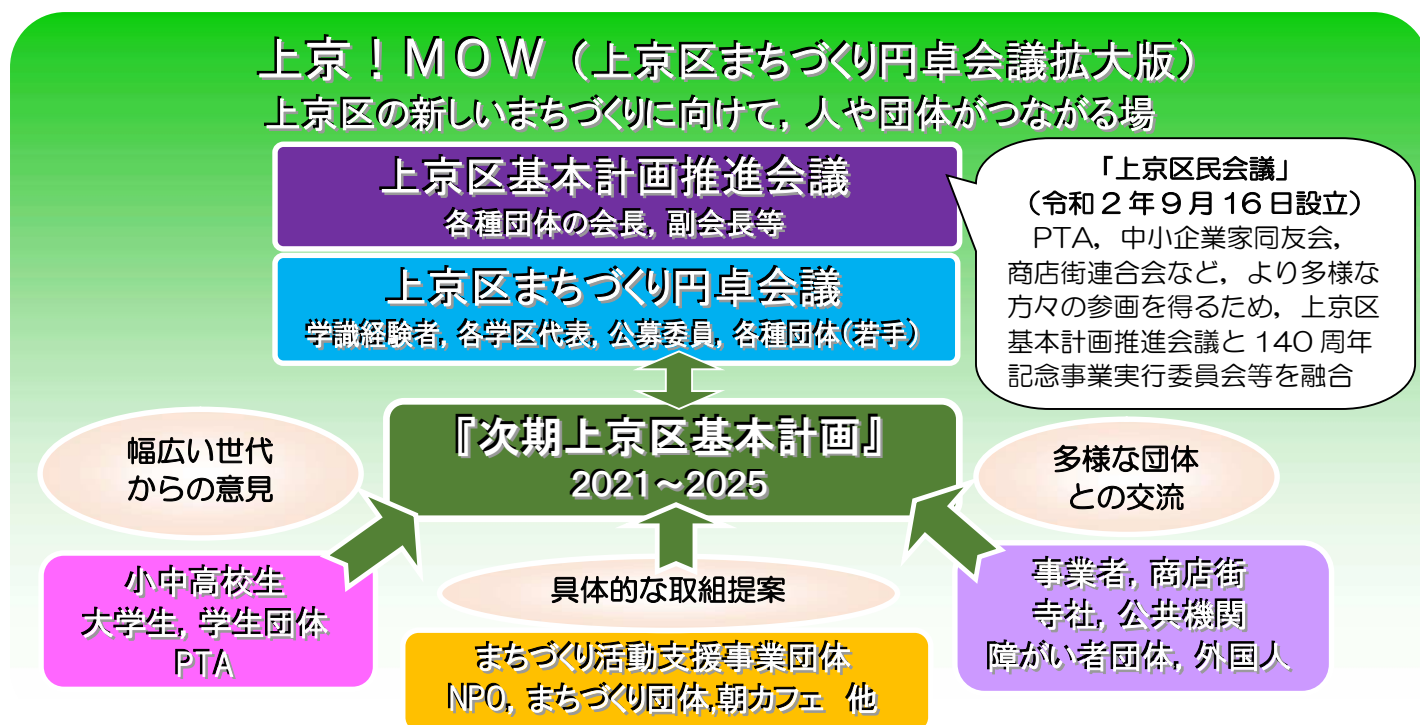 上京！ＭＯＷ（上京区まちづくり円卓会議拡大版）
上京区の新しいまちづくりに向けて，人や団体がつながる場
上京区基本計画推進会議
各種団体の会長，副会長等
上京区まちづくり円卓会議
学識経験者，各学区代表，公募委員，各種団体（若手）
「上京区民会議」
（令和２年９月16日設立）
PTA，中小企業家同友会，
商店街連合会など，より多様な
方々の参画を得るため，上京区
基本計画推進会議と140周年
記念事業実行委員会等を融合
『次期上京区基本計画』
2021～2025
幅広い世代
からの意見
多様な団体
との交流
小中高校生
大学生，学生団体
PTA
具体的な取組提案
まちづくり活動支援事業団体
NPO，まちづくり団体,朝カフェ　他
事業者，商店街
寺社，公共機関
障がい者団体，外国人